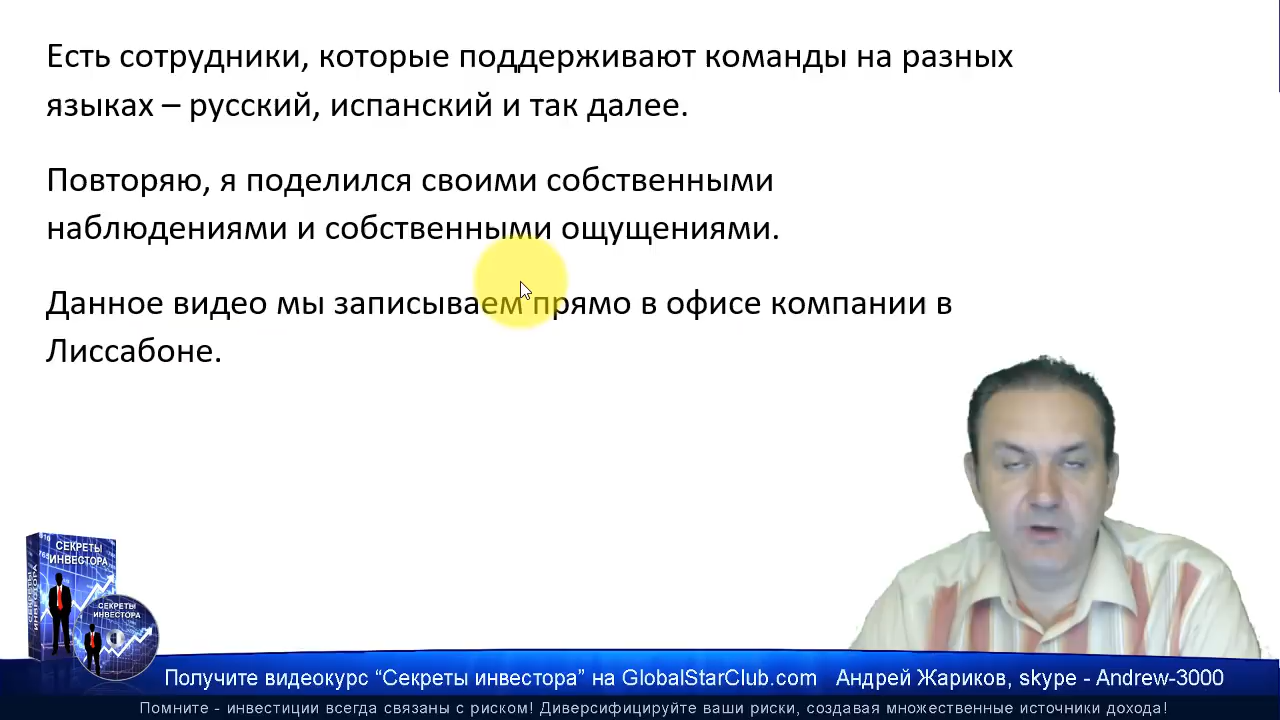 Есть сотрудники, которые поддерживают команды на разных
языках – русский, испанский и так далее.
Повторяю, я поделился своими собственными
наблюдениями и собственными ощущениями.
Данное видео мы записываем прямо в офисе компании в
Лиссабоне.
СЕКРЕТЫ
ИНВЕСТОРА
СЕКРЕТЫ
ИНВЕСТОРА
Получите видеокурс “Секреты инвестора” на GlobalStarClub.com Андрей Жариков, skype - Andrew-3000
Помните - инвестиции всегда связаны с риском! Диверсифицируйте ваши риски, создавая множественные источники дохода!